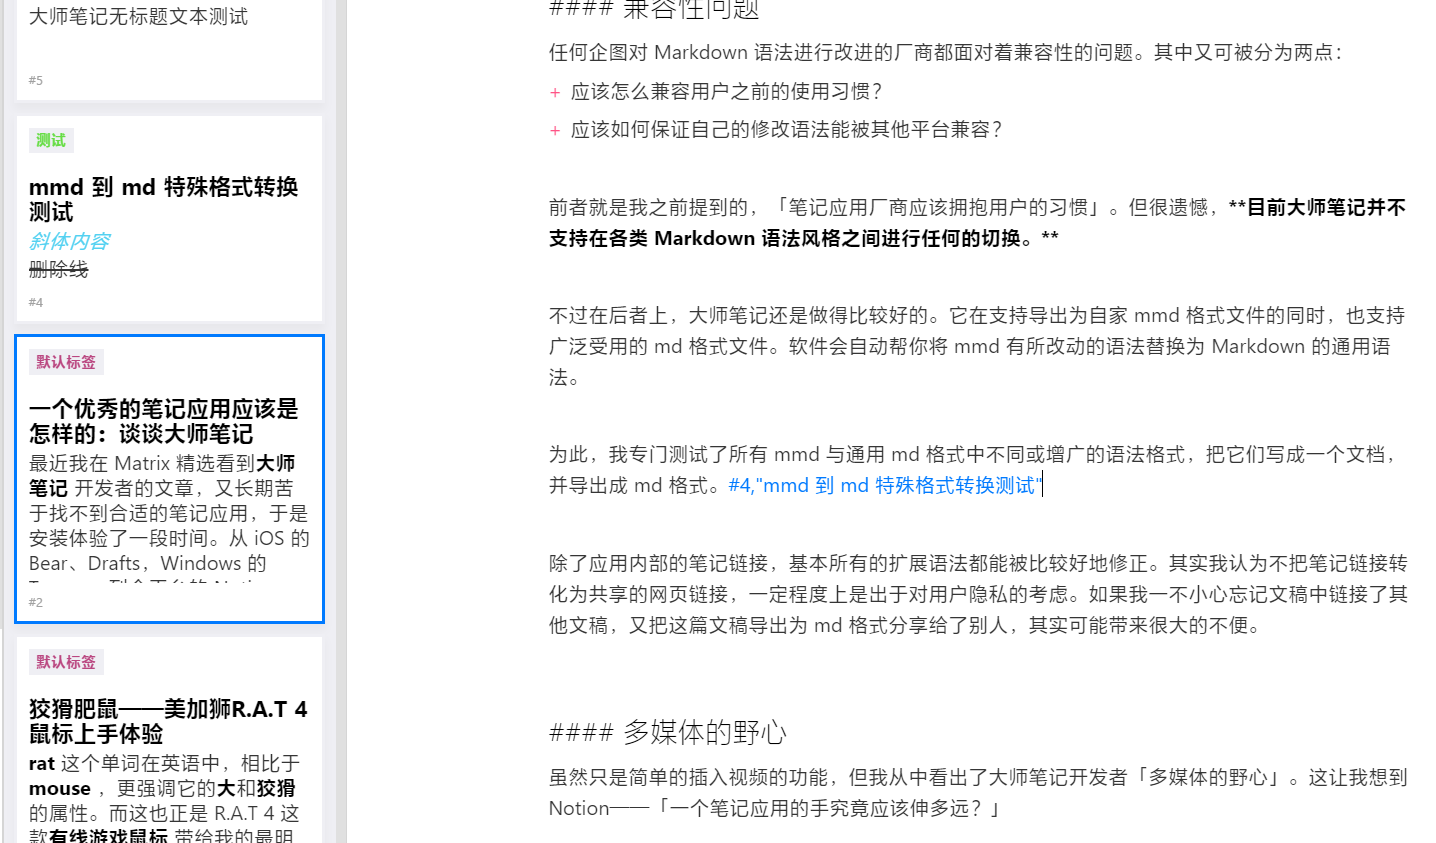 大师笔记无标题文本测试
#5
测试
mmd 到 md 特殊格式转换
测试
斜体内容
删除线
#4
默认标签
一个优秀的笔记应用应该是
怎样的：谈谈大师笔记
最近我在 Matrix 精选看到大师
笔记 开发者的文章，又长期苦
于找不到合适的笔记应用，于是
安装体验了一段时间。从 iOS 的
Bear、Drafts，Windows 的
#2
默认标签
狡猾肥鼠——美加狮R.A.T 4
鼠标上手体验
rat 这个单词在英语中，相比于
mouse ，更强调它的大和狡猾
的属性。而这也正是 R.A.T 4 这
款有线游戏鼠标 带给我的最明
#### 兼容性问题
任何企图对 Markdown 语法进行改进的厂商都面对着兼容性的问题。其中又可被分为两点：
+ 应该怎么兼容用户之前的使用习惯？
+ 应该如何保证自己的修改语法能被其他平台兼容？
前者就是我之前提到的，「笔记应用厂商应该拥抱用户的习惯」。但很遗憾，**目前大师笔记并不
支持在各类 Markdown 语法风格之间进行任何的切换。**
不过在后者上，大师笔记还是做得比较好的。它在支持导出为自家 mmd 格式文件的同时，也支持
广泛受用的 md 格式文件。软件会自动帮你将 mmd 有所改动的语法替换为 Markdown 的通用语
法。
为此，我专门测试了所有 mmd 与通用 md 格式中不同或增广的语法格式，把它们写成一个文档，
并导出成 md 格式。#4,"mmd 到 md 特殊格式转换测试"
除了应用内部的笔记链接，基本所有的扩展语法都能被比较好地修正。其实我认为不把笔记链接转
化为共享的网页链接，一定程度上是出于对用户隐私的考虑。如果我一不小心忘记文稿中链接了其
他文稿，又把这篇文稿导出为 md 格式分享给了别人，其实可能带来很大的不便。
#### 多媒体的野心
虽然只是简单的插入视频的功能，但我从中看出了大师笔记开发者「多媒体的野心」。这让我想到
Notion——「一个笔记应用的手究竟应该伸多远？」